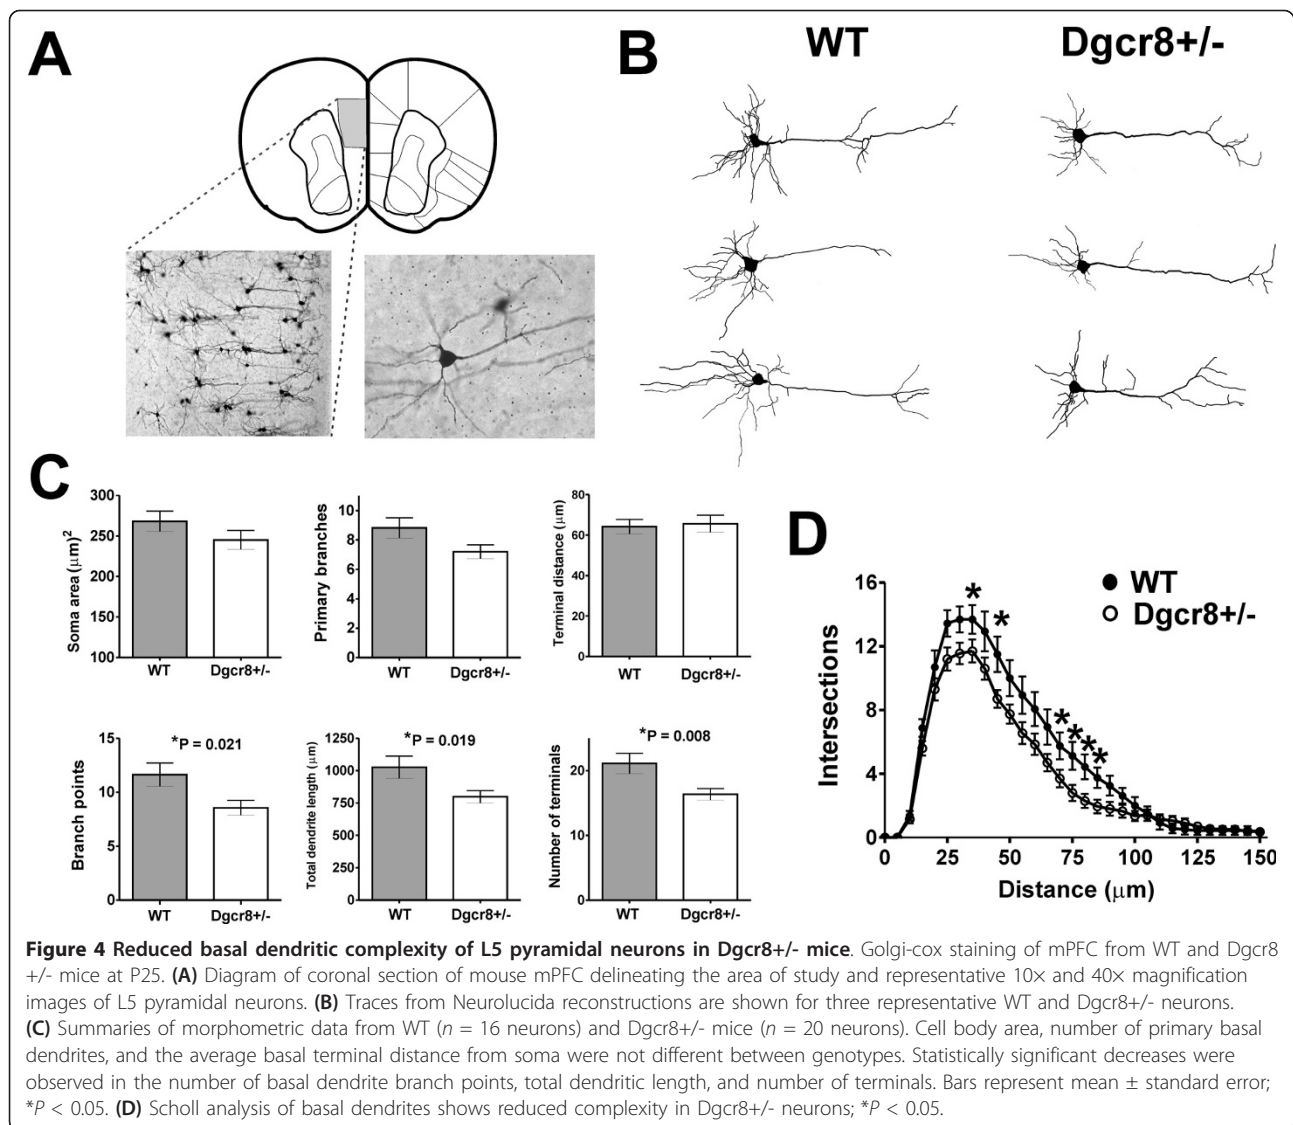 A
B
WT
Dgcr8+/-
C
300
250
200
150
100
Soma area (μm)²
WT
Dgcr8+/-
10
8
6
4
2
0
Primary branches
WT
Dgcr8+/-
80
60
40
20
0
Terminal distance (μm)
WT
Dgcr8+/-
15
10
5
0
Branch points
*P = 0.021
WT
Dgcr8+/-
1250
1000
750
500
250
0
Total dendrite length (μm)
*P = 0.019
WT
Dgcr8+/-
20
10
0
Number of terminals
*P = 0.008
WT
Dgcr8+/-
D
WT
Dgcr8+/-
16
12
8
4
0
Intersections
* * * * * *
0 25 50 75 100 125 150
Distance (μm)
Figure 4 Reduced basal dendritic complexity of L5 pyramidal neurons in Dgcr8+/- mice. Golgi-cox staining of mPFC from WT and Dgcr8
+/- mice at P25. (A) Diagram of coronal section of mouse mPFC delineating the area of study and representative 10× and 40× magnification
images of L5 pyramidal neurons. (B) Traces from Neurolucida reconstructions are shown for three representative WT and Dgcr8+/- neurons.
(C) Summaries of morphometric data from WT (n = 16 neurons) and Dgcr8+/- mice (n = 20 neurons). Cell body area, number of primary basal
dendrites, and the average basal terminal distance from soma were not different between genotypes. Statistically significant decreases were
observed in the number of basal dendrite branch points, total dendritic length, and number of terminals. Bars represent mean ± standard error;
*P < 0.05. (D) Scholl analysis of basal dendrites shows reduced complexity in Dgcr8+/- neurons; *P < 0.05.